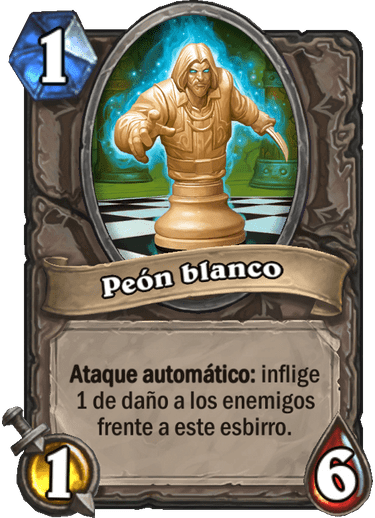 1
Peón blanco
Ataque automático: inflige
1 de daño a los enemigos
frente a este esbirro.
1
6